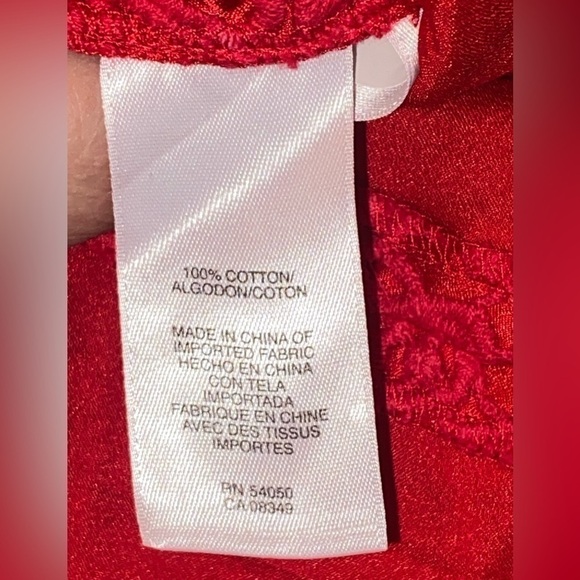 100% COTTON/
ALGODON/COTON
MADE IN CHINA OF
IMPORTED FABRIC
HECHO EN CHINA
CON TELA
IMPORTADA
FABRIQUE EN CHINE
AVEC DES TISSUS
IMPORTES
RN 54050
CA 08349